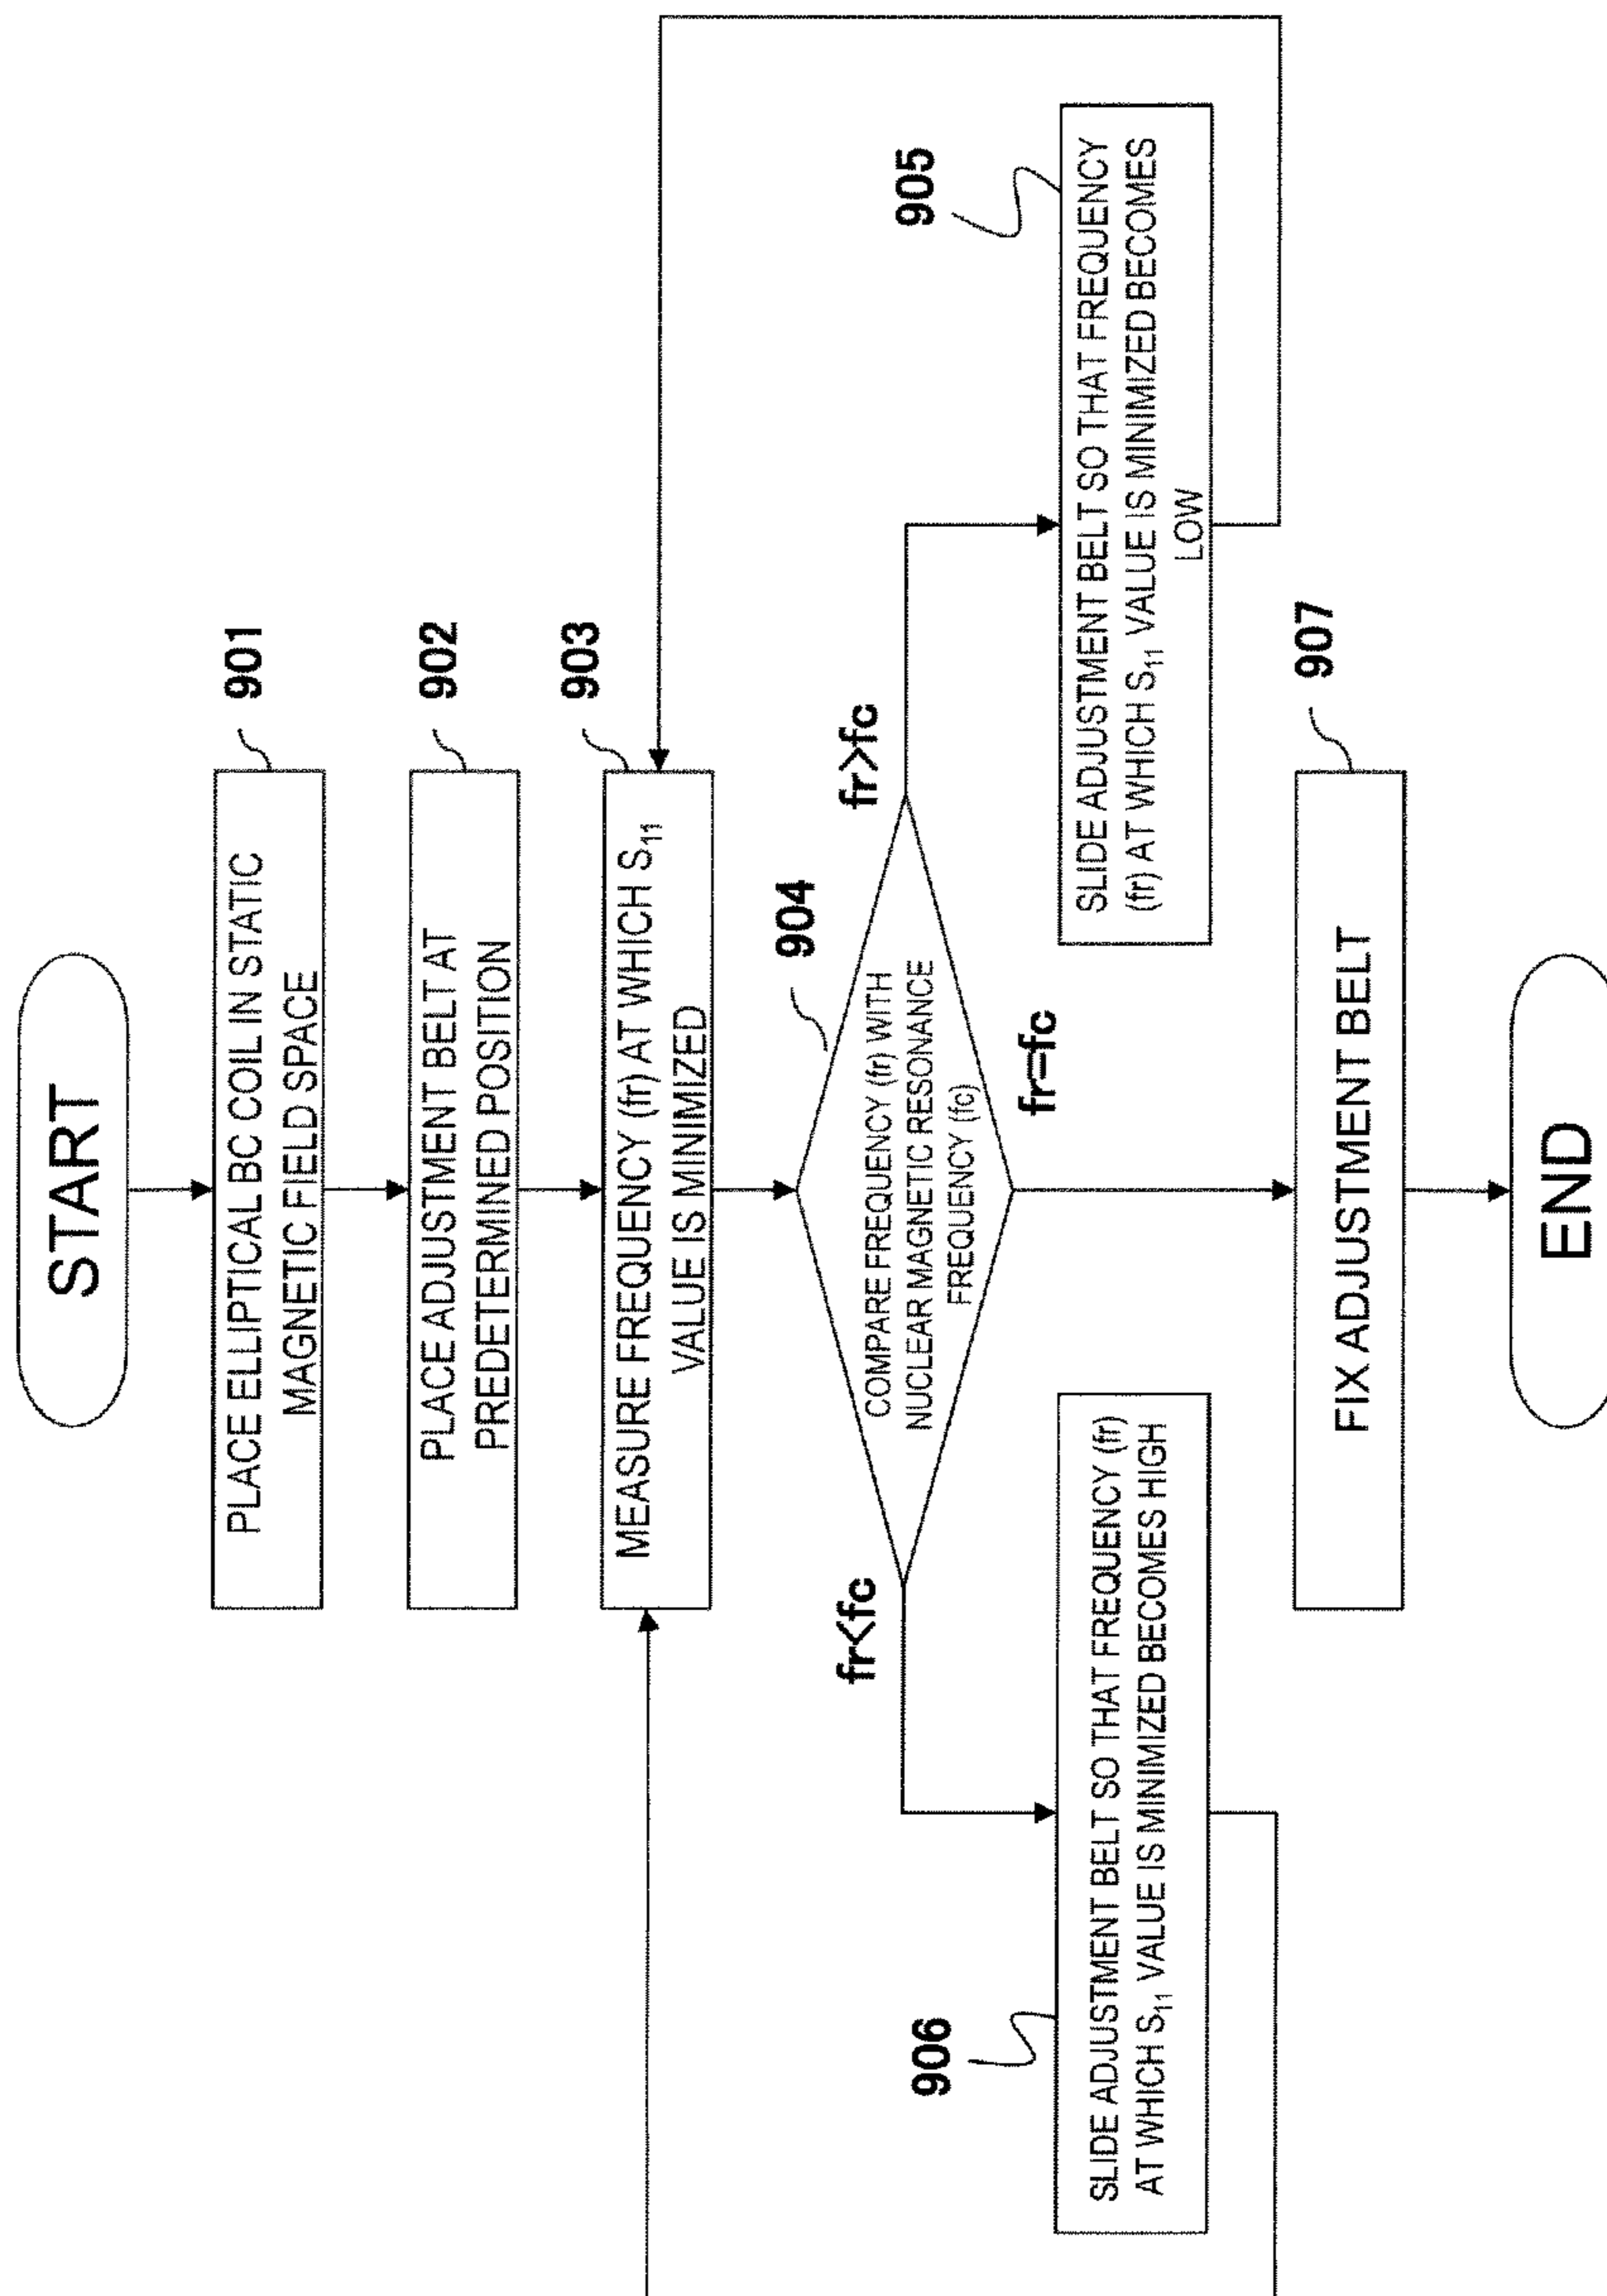 START
901
PLACE ELLIPTICAL BC COIL IN STATIC
MAGNETIC FIELD SPACE
902
PLACE ADJUSTMENT BELT AT
PREDETERMINED POSITION
903
MEASURE FREQUENCY (fr) AT WHICH S11
VALUE IS MINIMIZED
904
COMPARE FREQUENCY (fr) WITH
NUCLEAR MAGNETIC RESONANCE
FREQUENCY (fc)
fr<fc
fr>fc
fr=fc
906
SLIDE ADJUSTMENT BELT SO THAT FREQUENCY (fr)
AT WHICH S11 VALUE IS MINIMIZED BECOMES HIGH
905
SLIDE ADJUSTMENT BELT SO THAT FREQUENCY
(fr) AT WHICH S11 VALUE IS MINIMIZED BECOMES
LOW
907
FIX ADJUSTMENT BELT
END